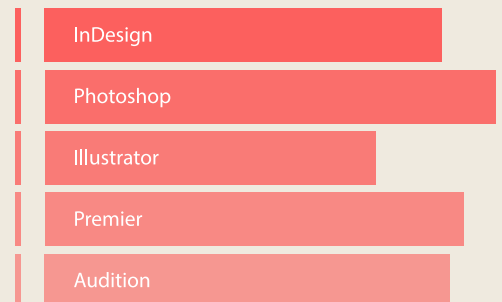 InDesign
Photoshop
Illustrator
Premier
Audition